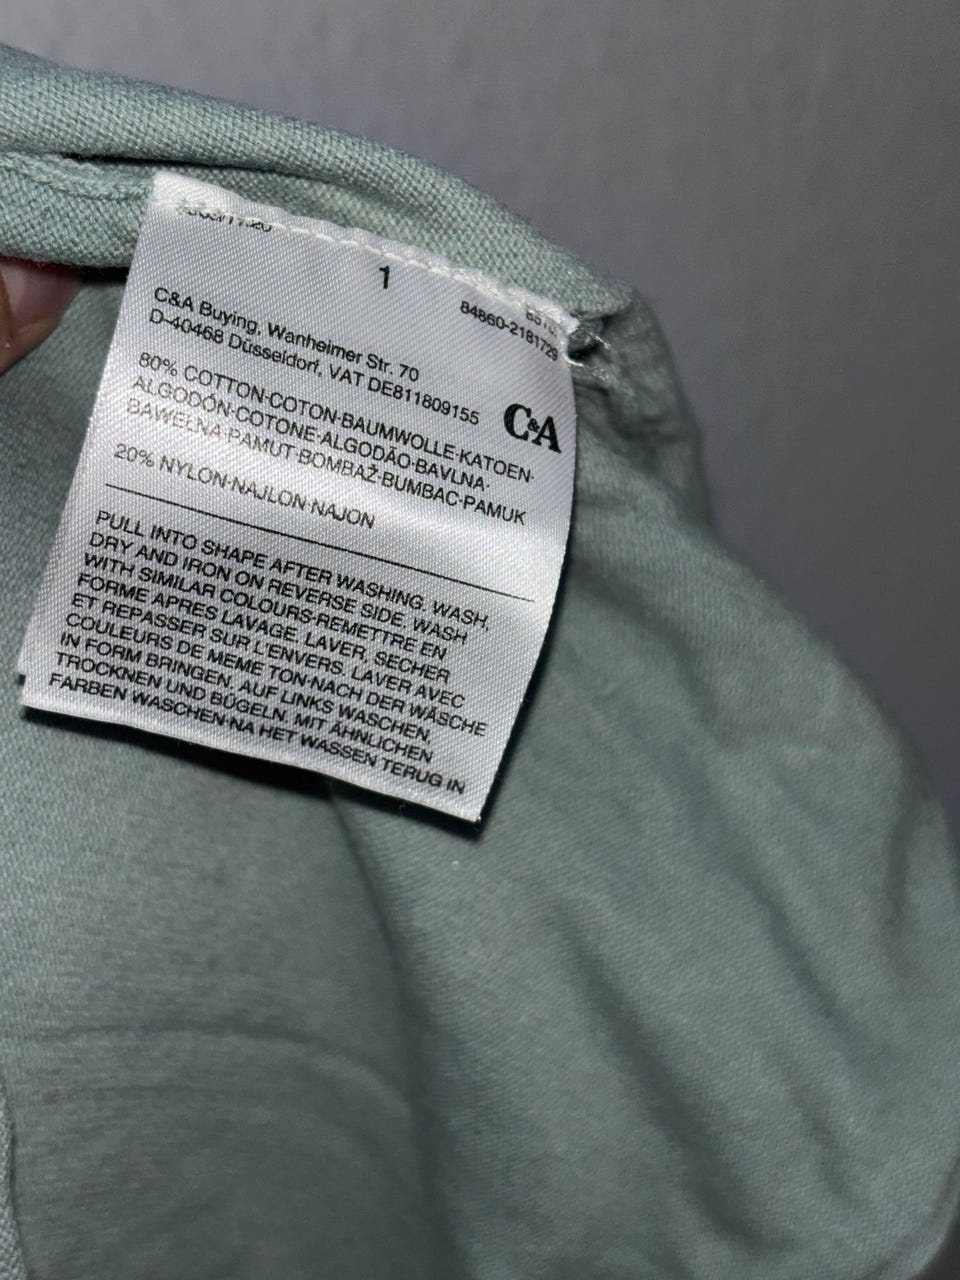 1
84860-2181729
C&A Buying, Wanheimer Str. 70
D-40468 Düsseldorf, VAT DE811809155
C&A
80% COTTON·COTON·BAUMWOLLE·KATOEN·
ALGODÓN·COTONE·ALGODÃO·BAVLNA·
BAWEŁNA·PAMUT·BOMBAŽ·BUMBAC·PAMUK
20% NYLON·NAJLON·NAJON
PULL INTO SHAPE AFTER WASHING. WASH,
DRY AND IRON ON REVERSE SIDE. WASH
WITH SIMILAR COLOURS·REMETTRE EN
FORME APRES LAVAGE. LAVER, SECHER
ET REPASSER SUR L'ENVERS. LAVER AVEC
COULEURS DE MEME TON·NACH DER WÄSCHE
IN FORM BRINGEN. AUF LINKS WASCHEN,
TROCKNEN UND BÜGELN. MIT ÄHNLICHEN
FARBEN WASCHEN·NA HET WASSEN TERUG IN